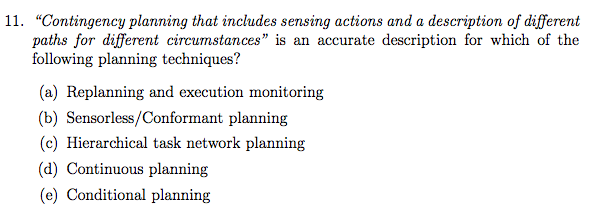 11. “Contingency planning that includes sensing actions and a description of different
paths for different circumstances” is an accurate description for which of the
following planning techniques?
(a) Replanning and execution monitoring
(b) Sensorless/Conformant planning
(c) Hierarchical task network planning
(d) Continuous planning
(e) Conditional planning